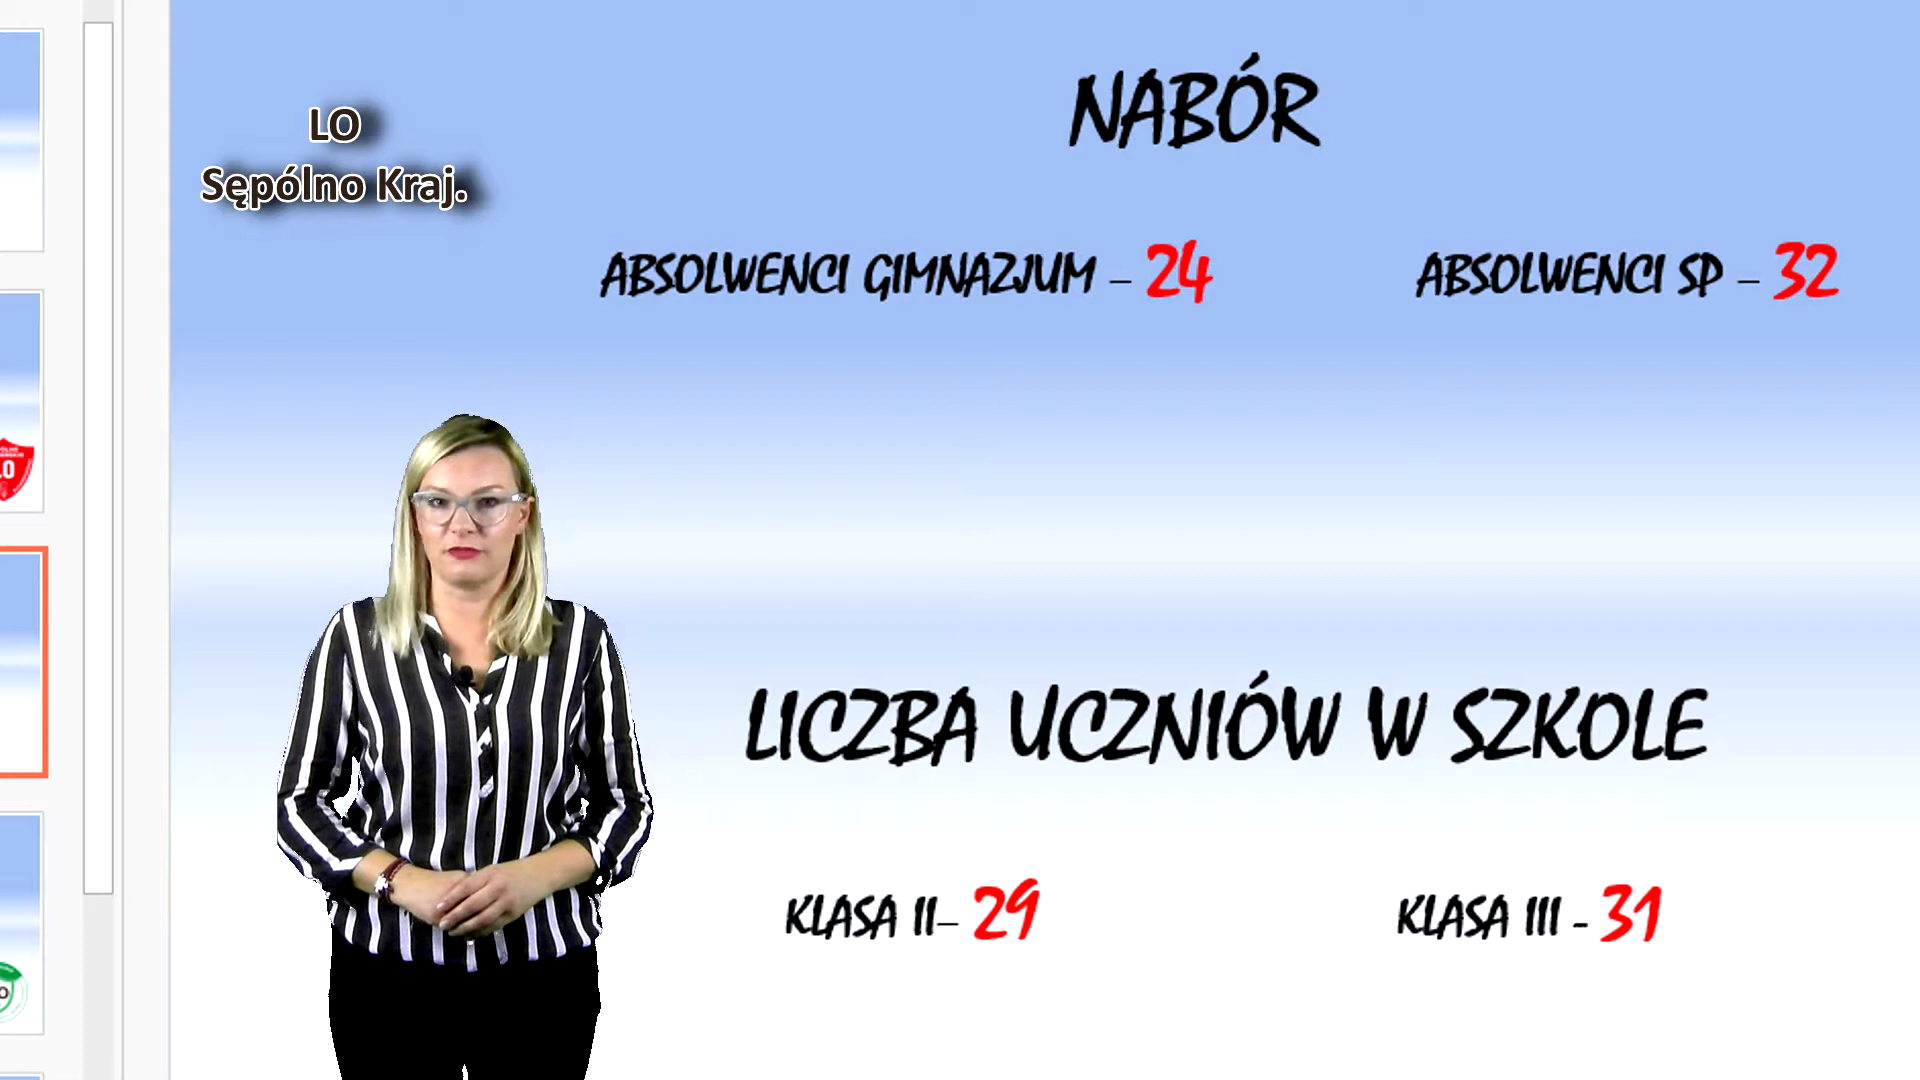 LO
Sępólno Kraj.
NABÓR
ABSOLWENCI GIMNAZJUM – 24
ABSOLWENCI SP – 32
LICZBA UCZNIÓW W SZKOLE
KLASA II– 29
KLASA III - 31